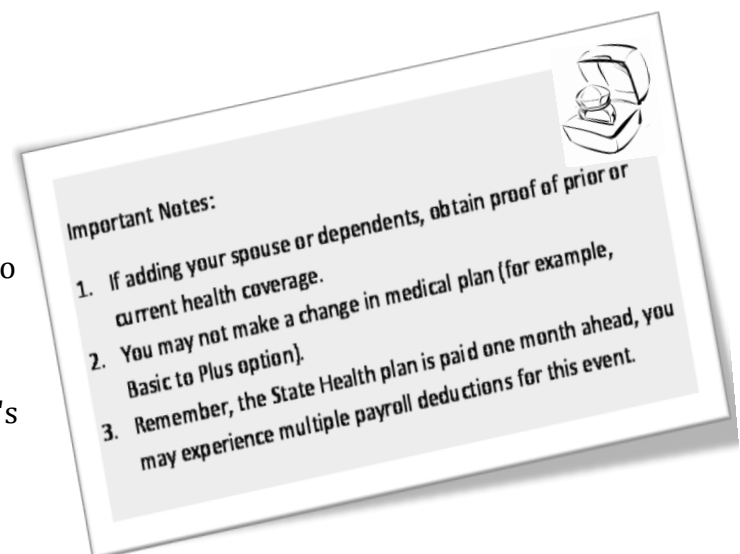 Important Notes:
1. If adding your spouse or dependents, obtain proof of prior or
current health coverage.
2. You may not make a change in medical plan (for example,
Basic to Plus option).
3. Remember, the State Health plan is paid one month ahead, you
may experience multiple payroll deductions for this event.
o
's